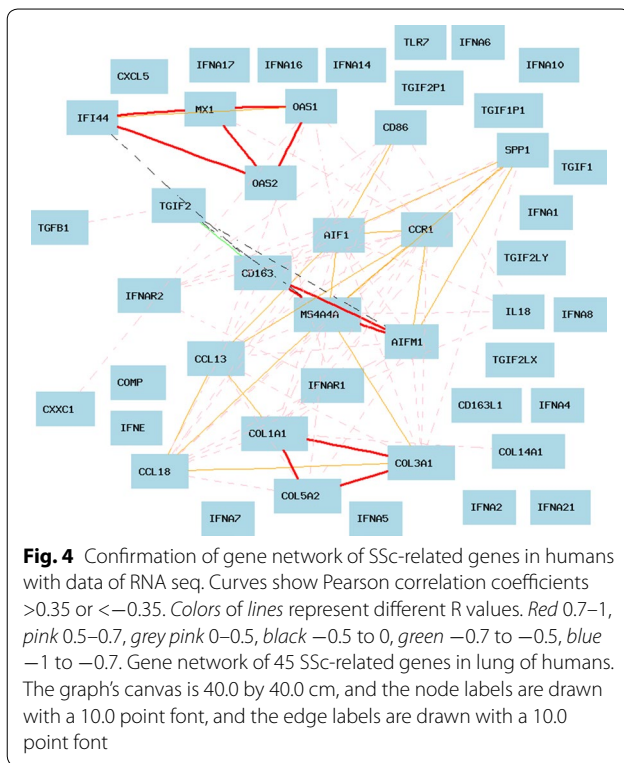 TLR7
IFNA6
IFNA17
IFNA16
IFNA14
IFNA10
CXCL5
TGIF2P1
IFI44
MX1
OAS1
CD86
TGIF1P1
SPP1
TGIF1
OAS2
TGIF2
IFNA1
TGFB1
AIF1
CCR1
TGIF2LY
CD163
IFNAR2
MS4A4A
IL18
IFNA8
AIFM1
CCL13
TGIF2LX
COMP
IFNAR1
CXXC1
CD163L1
IFNA4
IFNE
COL1A1
CCL18
COL3A1
COL14A1
COL5A2
IFNA7
IFNA5
IFNA2
IFNA21
Fig. 4 Confirmation of gene network of SSc-related genes in humans
with data of RNA seq. Curves show Pearson correlation coefficients
>0.35 or <−0.35. Colors of lines represent different R values. Red 0.7–1,
pink 0.5–0.7, grey pink 0–0.5, black −0.5 to 0, green −0.7 to −0.5, blue
−1 to −0.7. Gene network of 45 SSc-related genes in lung of humans.
The graph's canvas is 40.0 by 40.0 cm, and the node labels are drawn
with a 10.0 point font, and the edge labels are drawn with a 10.0
point font